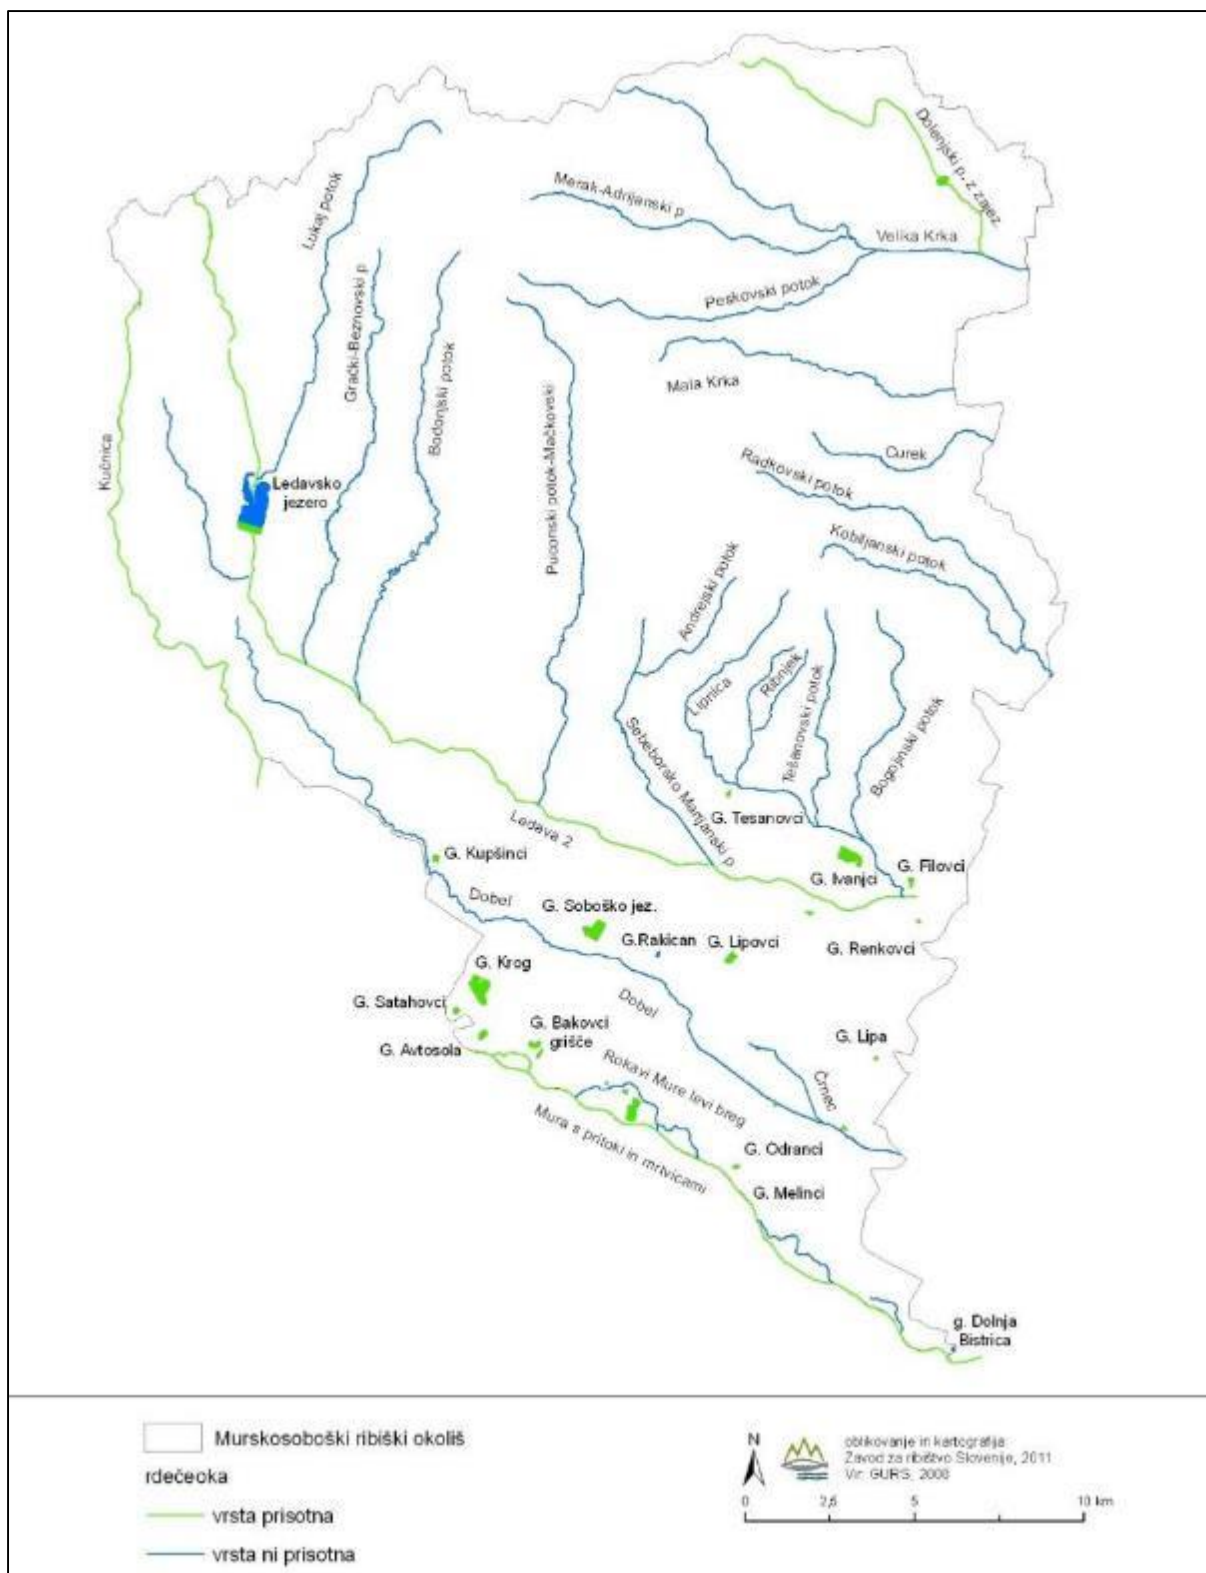 Dolenjski p. z zajez.
Lukaj potok
Merak-Adrijanski p
Velika Krka
Peskovski potok
Grački-Beznovski p
Bodonjski potok
Mala Krka
Kučnica
Puconski potok-Mačkovski
Curek
Radkovski potok
Ledavsko
jezero
Kobiljanski potok
Andrejski potok
Lipnica
Ribnjek
Tešanovski potok
Bogojinski potok
Sebeborsko Martjanski p.
G. Tesanovci
Ledava 2
G. Kupšinci
G. Ivanjci
G. Filovci
Dobel
G. Soboško jez.
G.Rakican
G. Lipovci
G. Renkovci
G. Krog
G. Satahovci
Dobel
G. Bakovci
grišče
G. Lipa
G. Avtosola
Rokavi Mure levi breg
Črnec
Mura s pritoki in mrtvicami
G. Odranci
G. Melinci
g. Dolnja
Bistrica
Murskosoboški ribiški okoliš
rdečeoka
vrsta prisotna
vrsta ni prisotna
N
oblikovanje in kartografija:
Zavod za ribištvo Slovenije, 2011
Vir: GURS, 2008
0 2,5 5 10 km